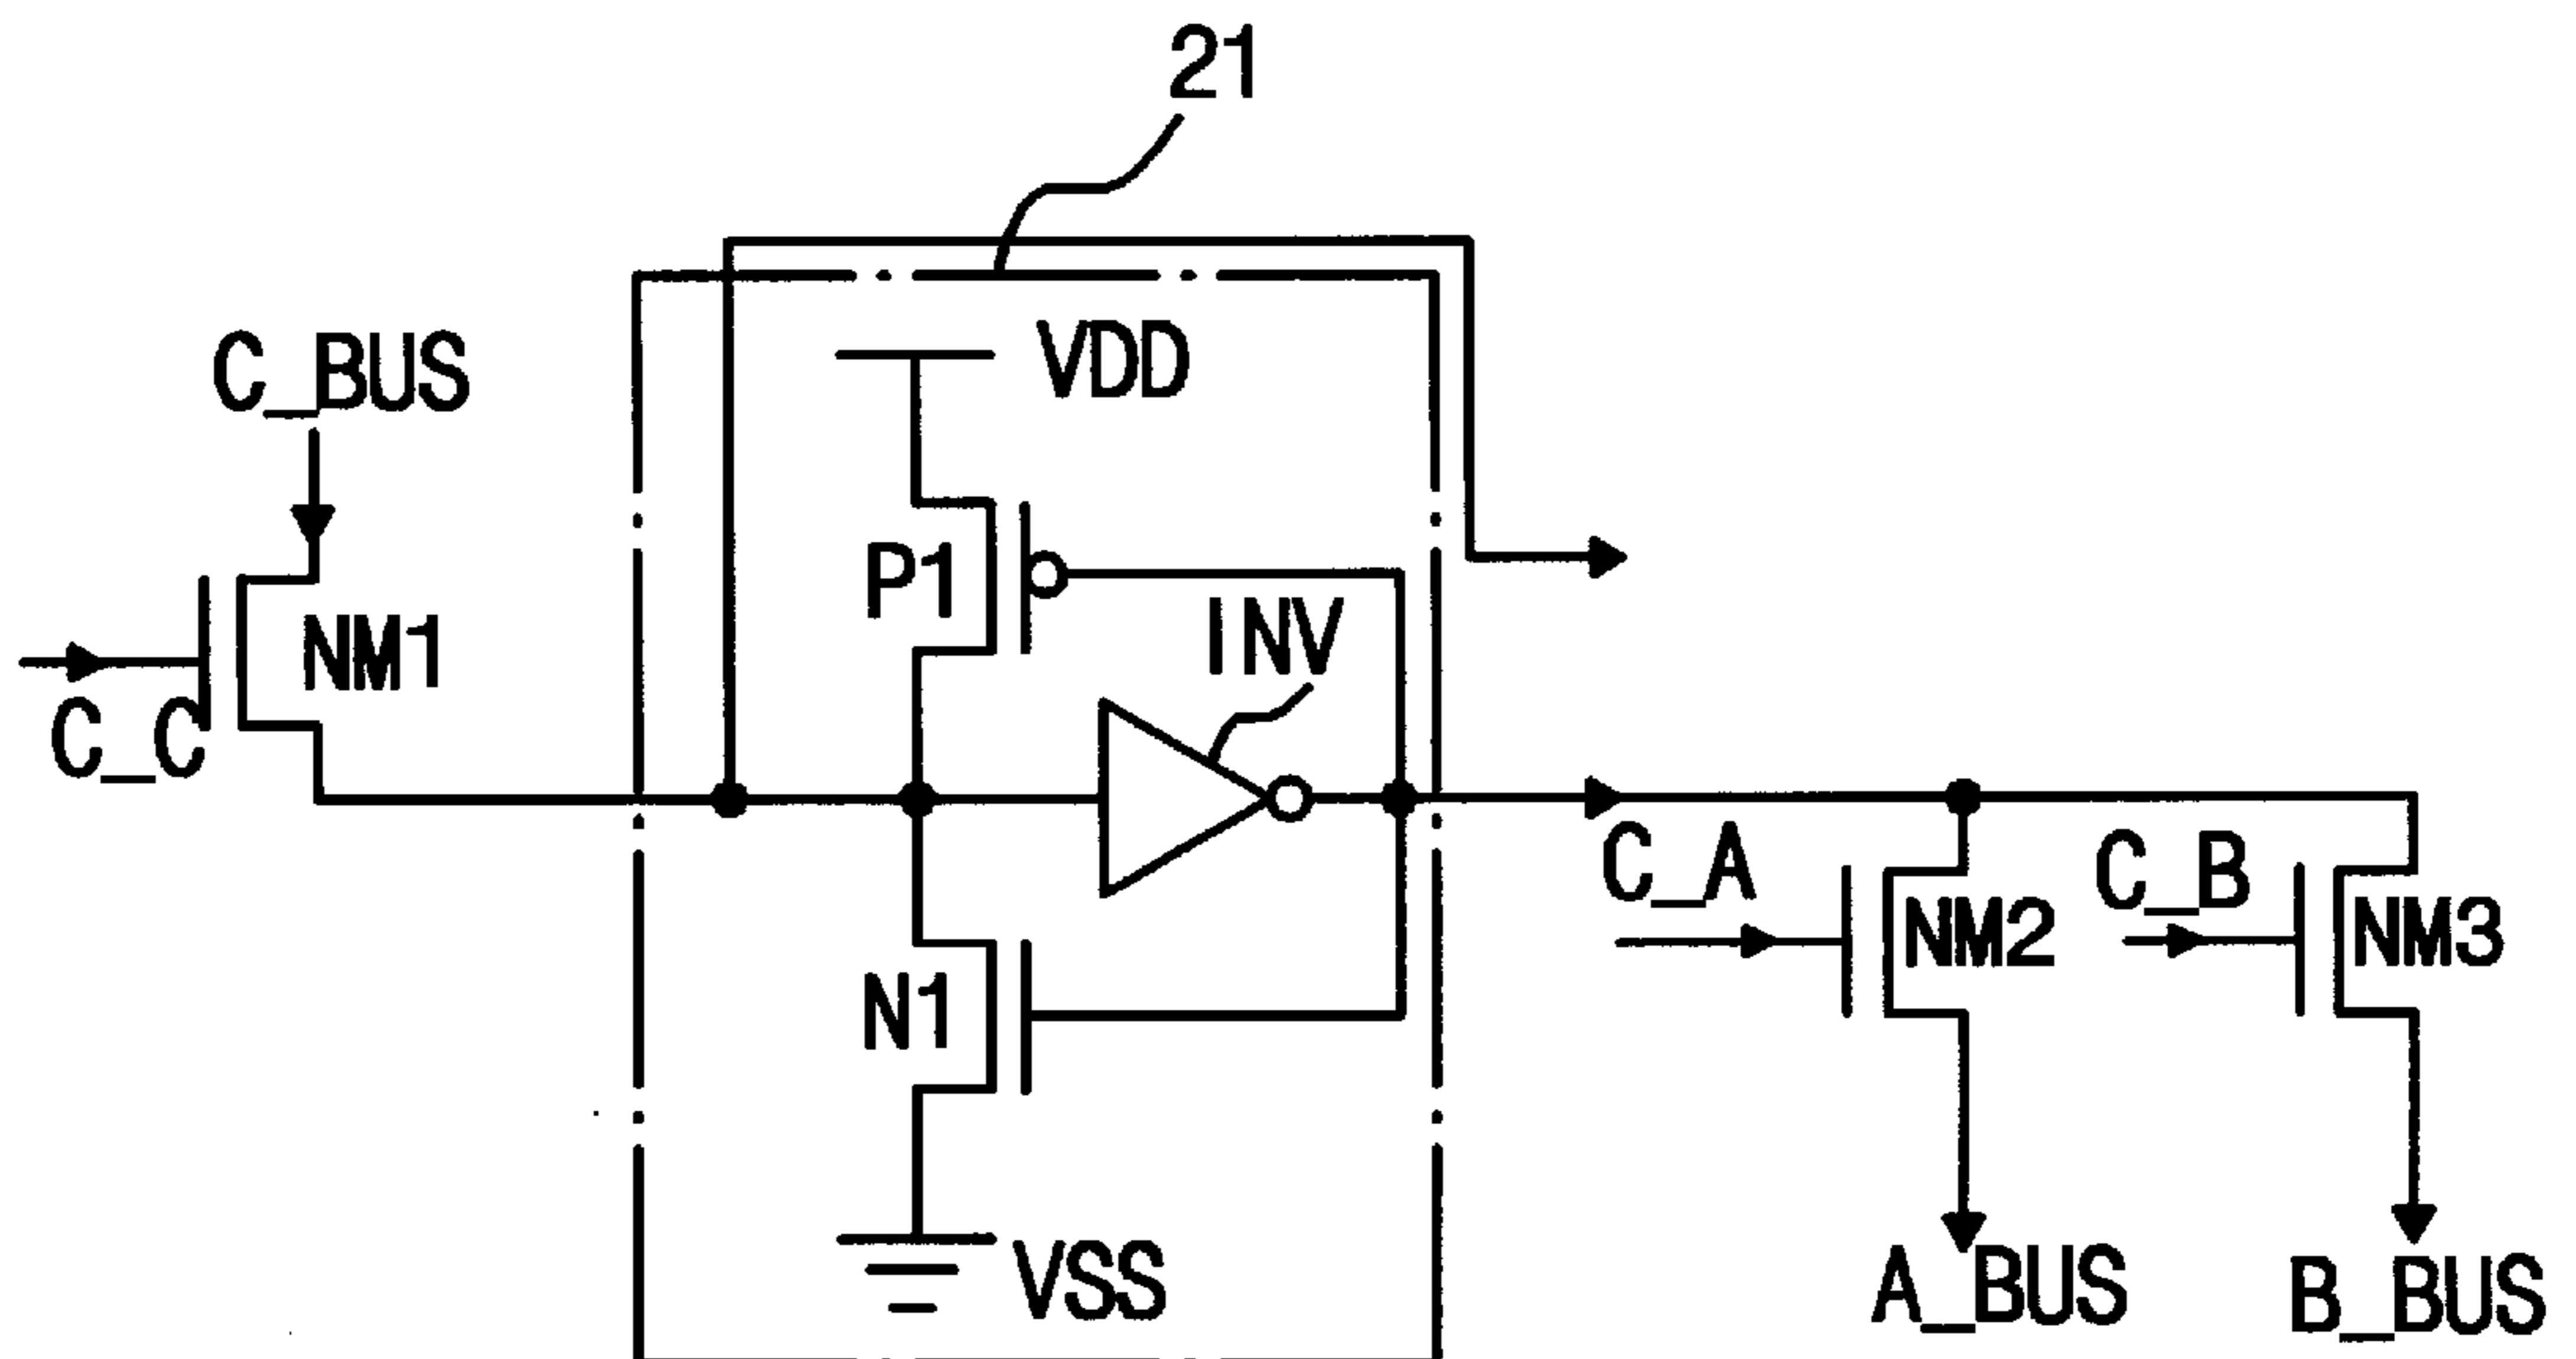 21
VDD
C_BUS
P1
INV
NM1
C_C
C_A
C_B
NM2
NM3
N1
VSS
A_BUS
B_BUS